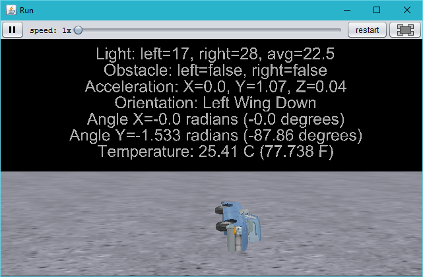 Run
speed: 1x
restart
Light: left=17, right=28, avg=22.5
Obstacle: left=false, right=false
Acceleration: X=0.0, Y=1.07, Z=0.04
Orientation: Left Wing Down
Angle X=-0.0 radians (-0.0 degrees)
Angle Y=-1.533 radians (-87.86 degrees)
Temperature: 25.41 C (77.738 F)